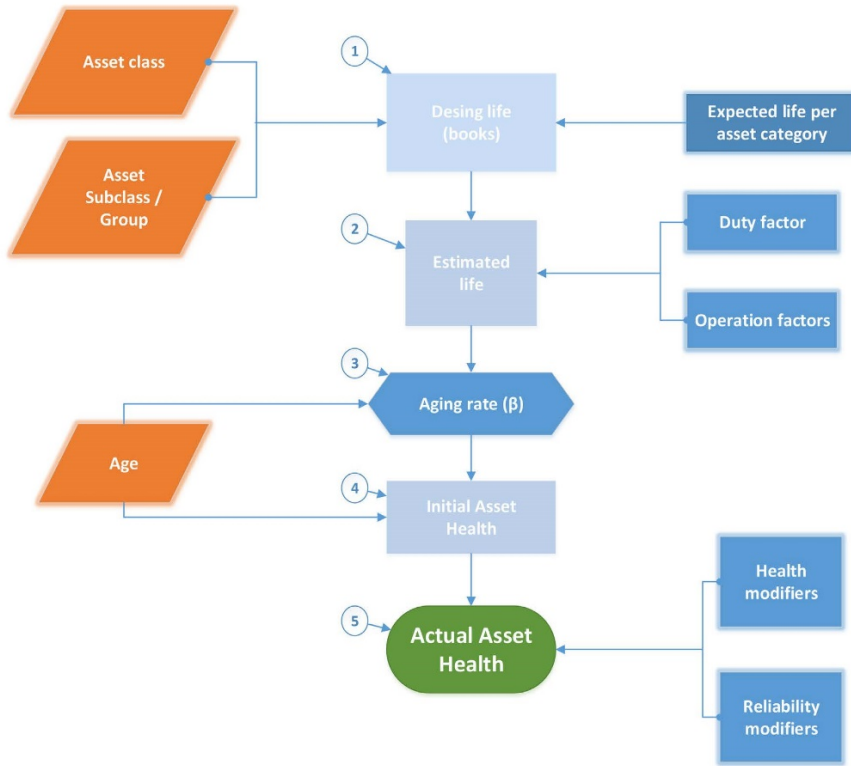 Asset class
1
Desing life
(books)
Expected life per
asset category
Asset
Subclass /
Group
2
Estimated
life
Duty factor
Operation factors
3
Aging rate (β)
Age
4
Initial Asset
Health
5
Actual Asset
Health
Health
modifiers
Reliability
modifiers